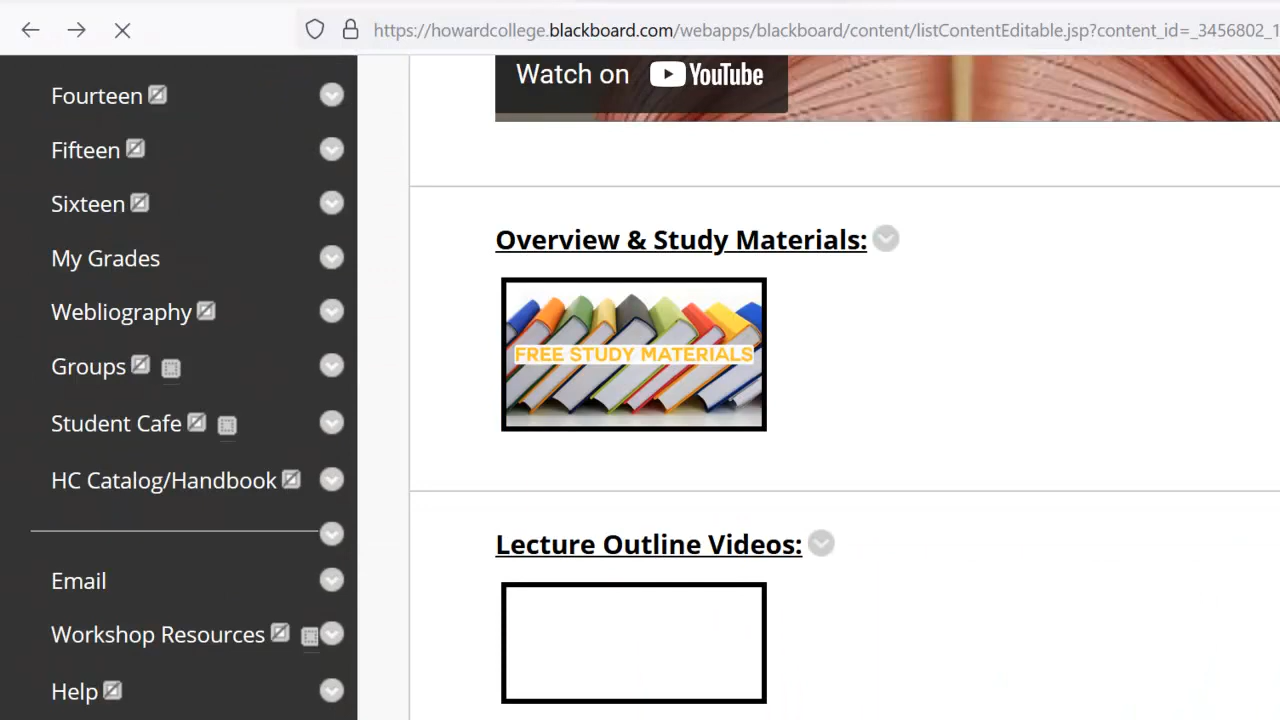 https://howardcollege.blackboard.com/webapps/blackboard/content/listContentEditable.jsp?content_id=_3456802_1
Fourteen
Fifteen
Sixteen
My Grades
Webliography
Groups
Student Cafe
HC Catalog/Handbook
Email
Workshop Resources
Help
Watch on YouTube
Overview & Study Materials:
FREE STUDY MATERIALS
Lecture Outline Videos: